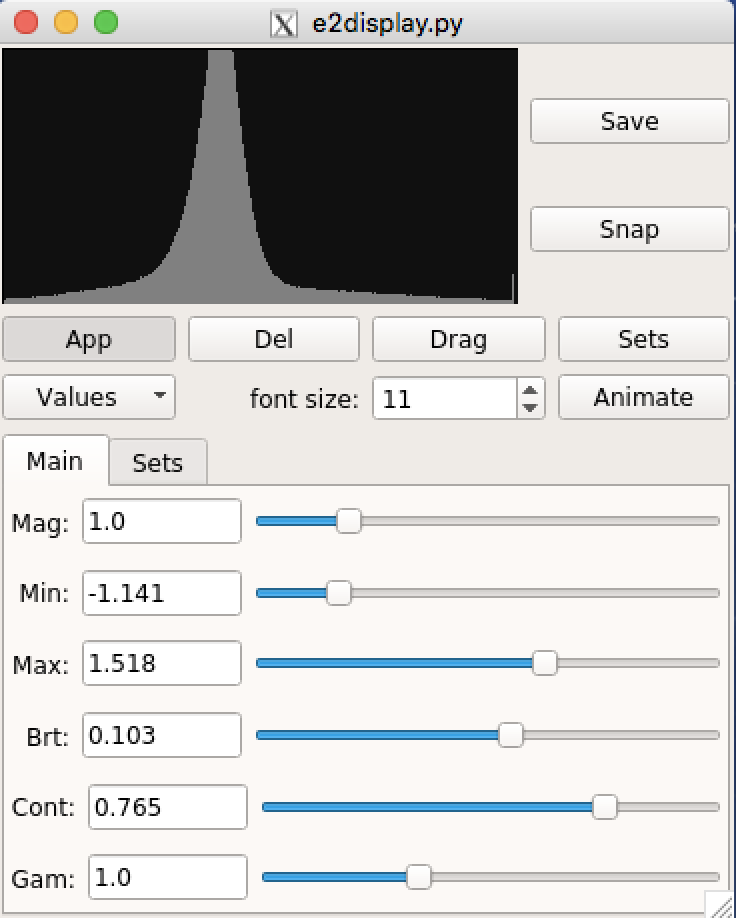 e2display.py
Save
Snap
App Del Drag Sets
Values font size: 11 Animate
Main Sets
Mag: 1.0
Min: -1.141
Max: 1.518
Brt: 0.103
Cont: 0.765
Gam: 1.0